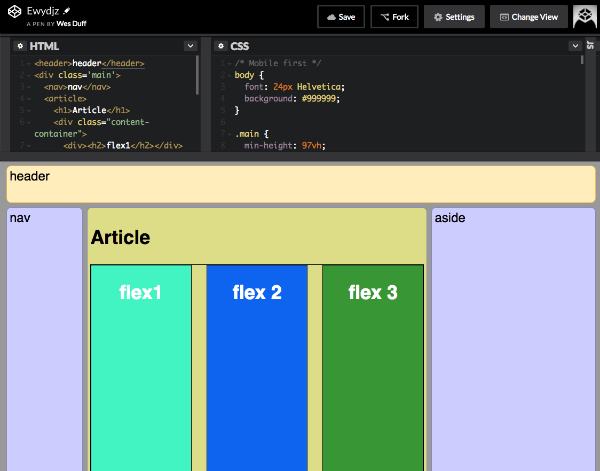 Ewydjz
A PEN BY Wes Duff
Save
Fork
Settings
Change View
HTML
1 <header>header</header>
2 <div class='main'>
3 <nav>nav</nav>
4 <article>
5 <h1>Article</h1>
6 <div class="content-
container">
7 <div><h2>flex1</h2></div>
CSS
1 /* Mobile first */
2 body {
3 font: 24px Helvetica;
4 background: #999999;
5 }
6
7 .main {
8 min-height: 97vh;
JS
header
nav
Article
flex1
flex 2
flex 3
aside